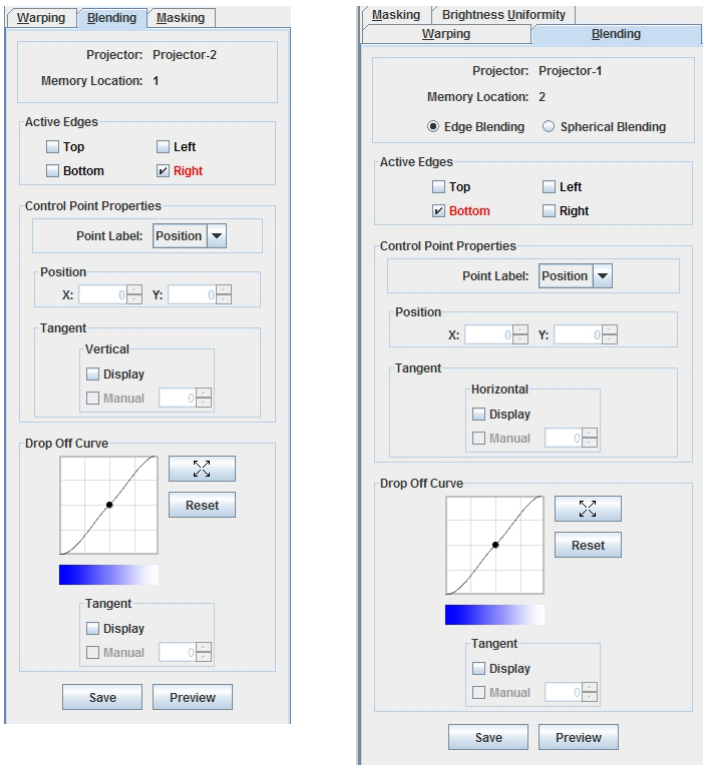 Warping Blending Masking
Projector: Projector-2
Memory Location: 1
Active Edges
Top Left
Bottom Right
Control Point Properties
Point Label: Position
Position
X: 0 Y: 0
Tangent
Vertical
Display
Manual 0
Drop Off Curve
Reset
Tangent
Display
Manual 0
Save Preview
Masking Brightness Uniformity
Warping Blending
Projector: Projector-1
Memory Location: 2
Edge Blending Spherical Blending
Active Edges
Top Left
Bottom Right
Control Point Properties
Point Label: Position
Position
X: 0 Y: 0
Tangent
Horizontal
Display
Manual 0
Drop Off Curve
Reset
Tangent
Display
Manual 0
Save Preview